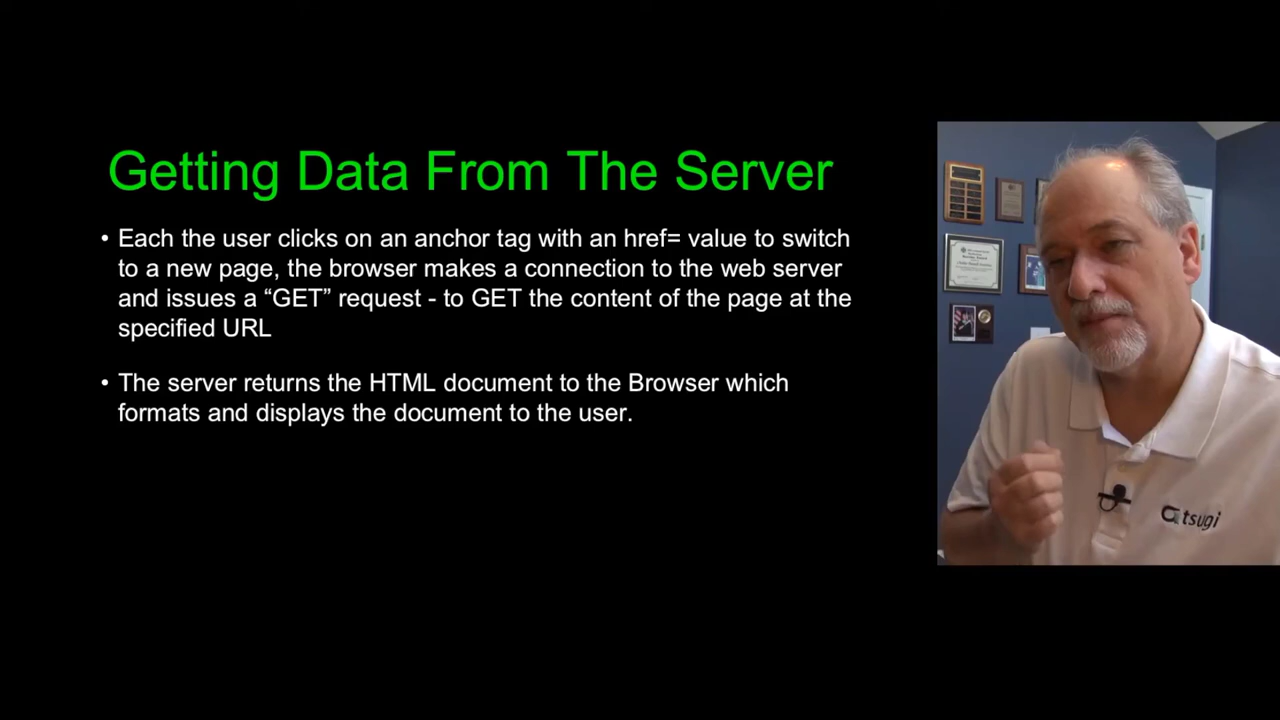 Getting Data From The Server
• Each the user clicks on an anchor tag with an href= value to switch
to a new page, the browser makes a connection to the web server
and issues a “GET” request - to GET the content of the page at the
specified URL
• The server returns the HTML document to the Browser which
formats and displays the document to the user.
tsugi